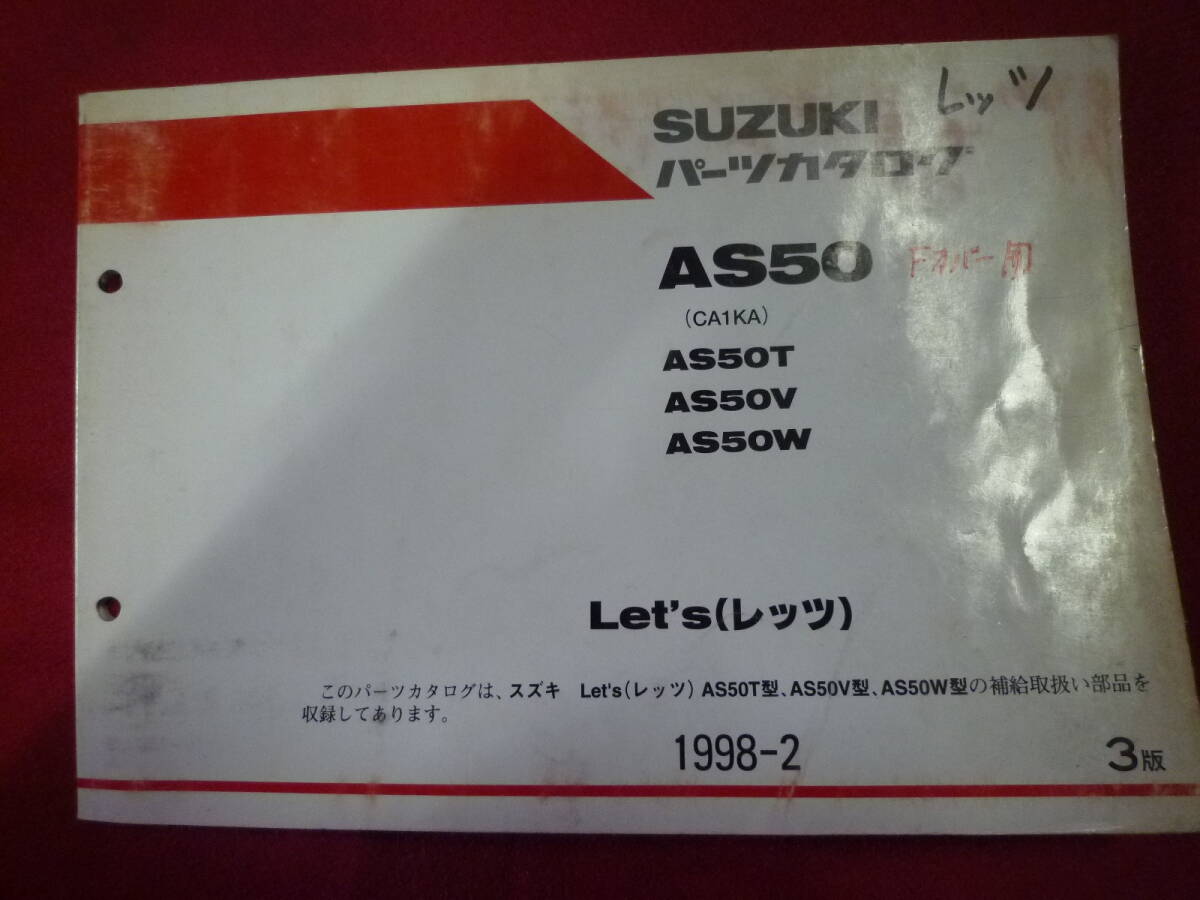 SUZUKI レッツ
パーツカタログ
AS50
(CA1KA)
AS50T
AS50V
AS50W
Let's(レッツ)
このパーツカタログは、スズキ Let's(レッツ) AS50T型、AS50V型、AS50W型の補給取扱い部品を
収録してあります。
1998-2 3版